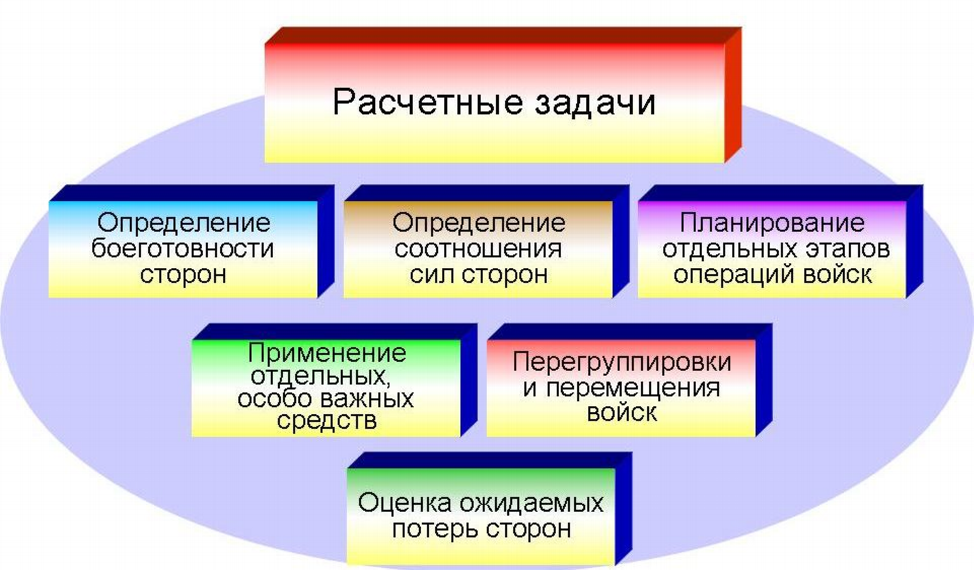 Расчетные задачи
Определение
боеготовности
сторон
Определение
соотношения
сил сторон
Планирование
отдельных этапов
операций войск
Применение
отдельных,
особо важных
средств
Перегруппировки
и перемещения
войск
Оценка ожидаемых
потерь сторон